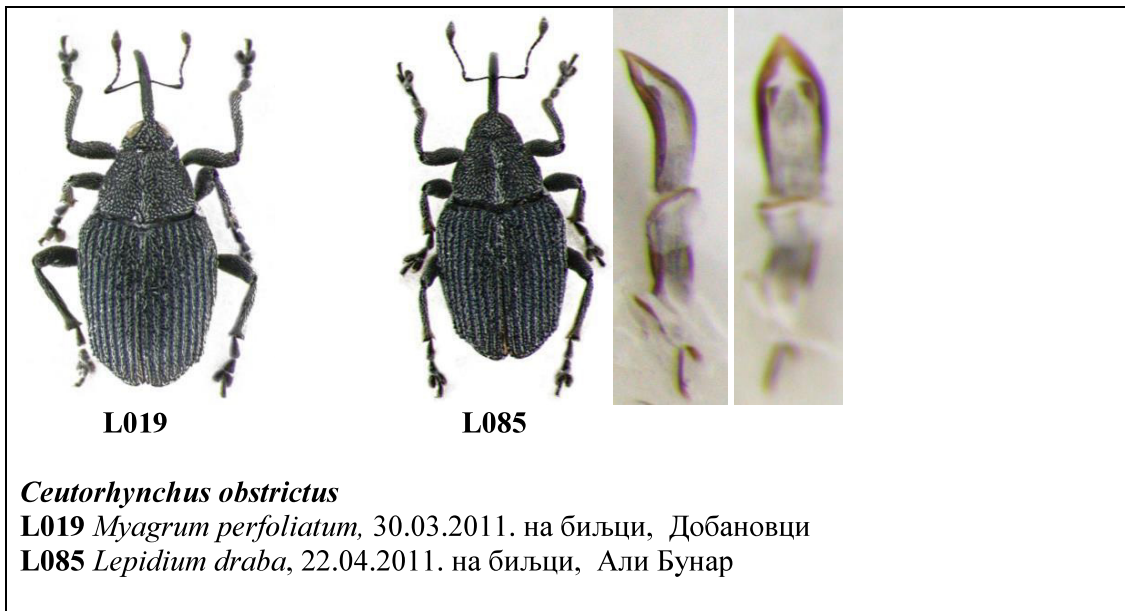 L019 L085
Ceutorhynchus obstrictus
L019 Myagrum perfoliatum, 30.03.2011. на биљци, Добановци
L085 Lepidium draba, 22.04.2011. на биљци, Али Бунар